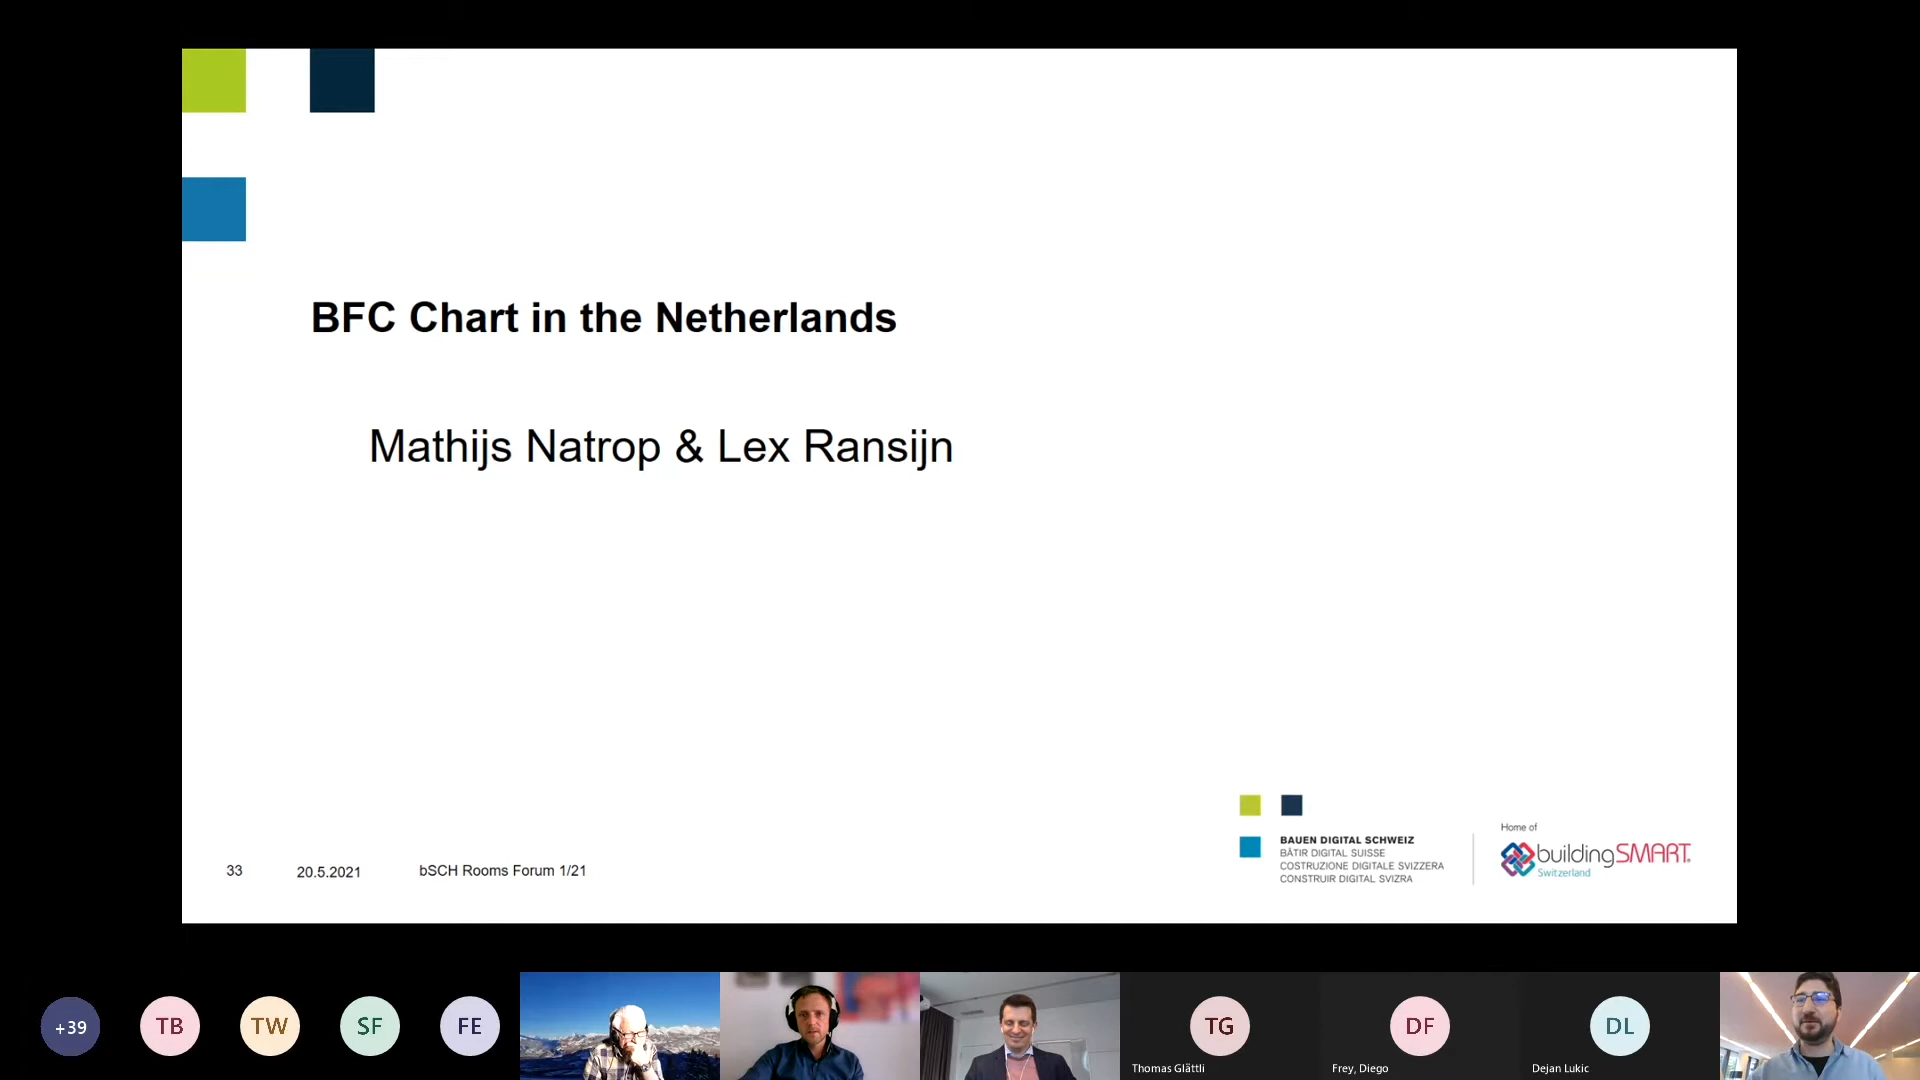 BFC Chart in the Netherlands
Mathijs Natrop & Lex Ransijn
33
20.5.2021
bSCH Rooms Forum 1/21
BAUEN DIGITAL SCHWEIZ
BÂTIR DIGITAL SUISSE
COSTRUZIONE DIGITALE SVIZZERA
CONSTRUIR DIGITAL SVIZRA
Home of
buildingSMART
Switzerland
+39
TB
TW
SF
FE
TG
DF
DL
Thomas Glättli
Frey, Diego
Dejan Lukic